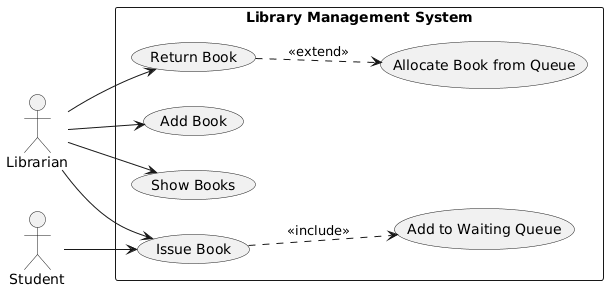 Library Management System
Return Book
«extend»
Allocate Book from Queue
Add Book
Librarian
Show Books
Issue Book
«include»
Add to Waiting Queue
Student